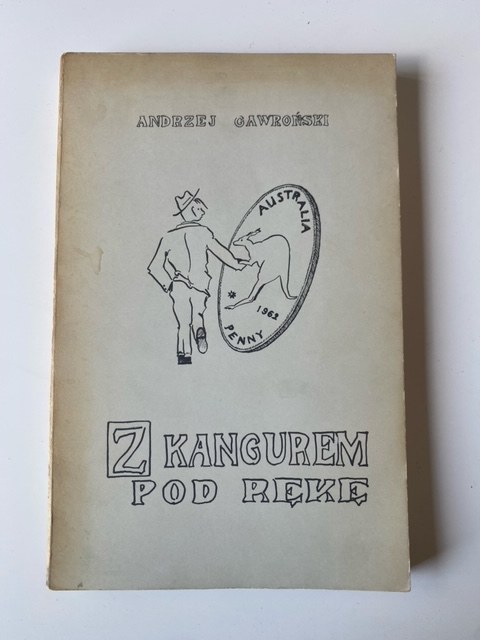 ANDRZEJ GAWROŃSKI
AUSTRALIA
1962
PENNY
Z KANGUREM
POD RĘKĘ